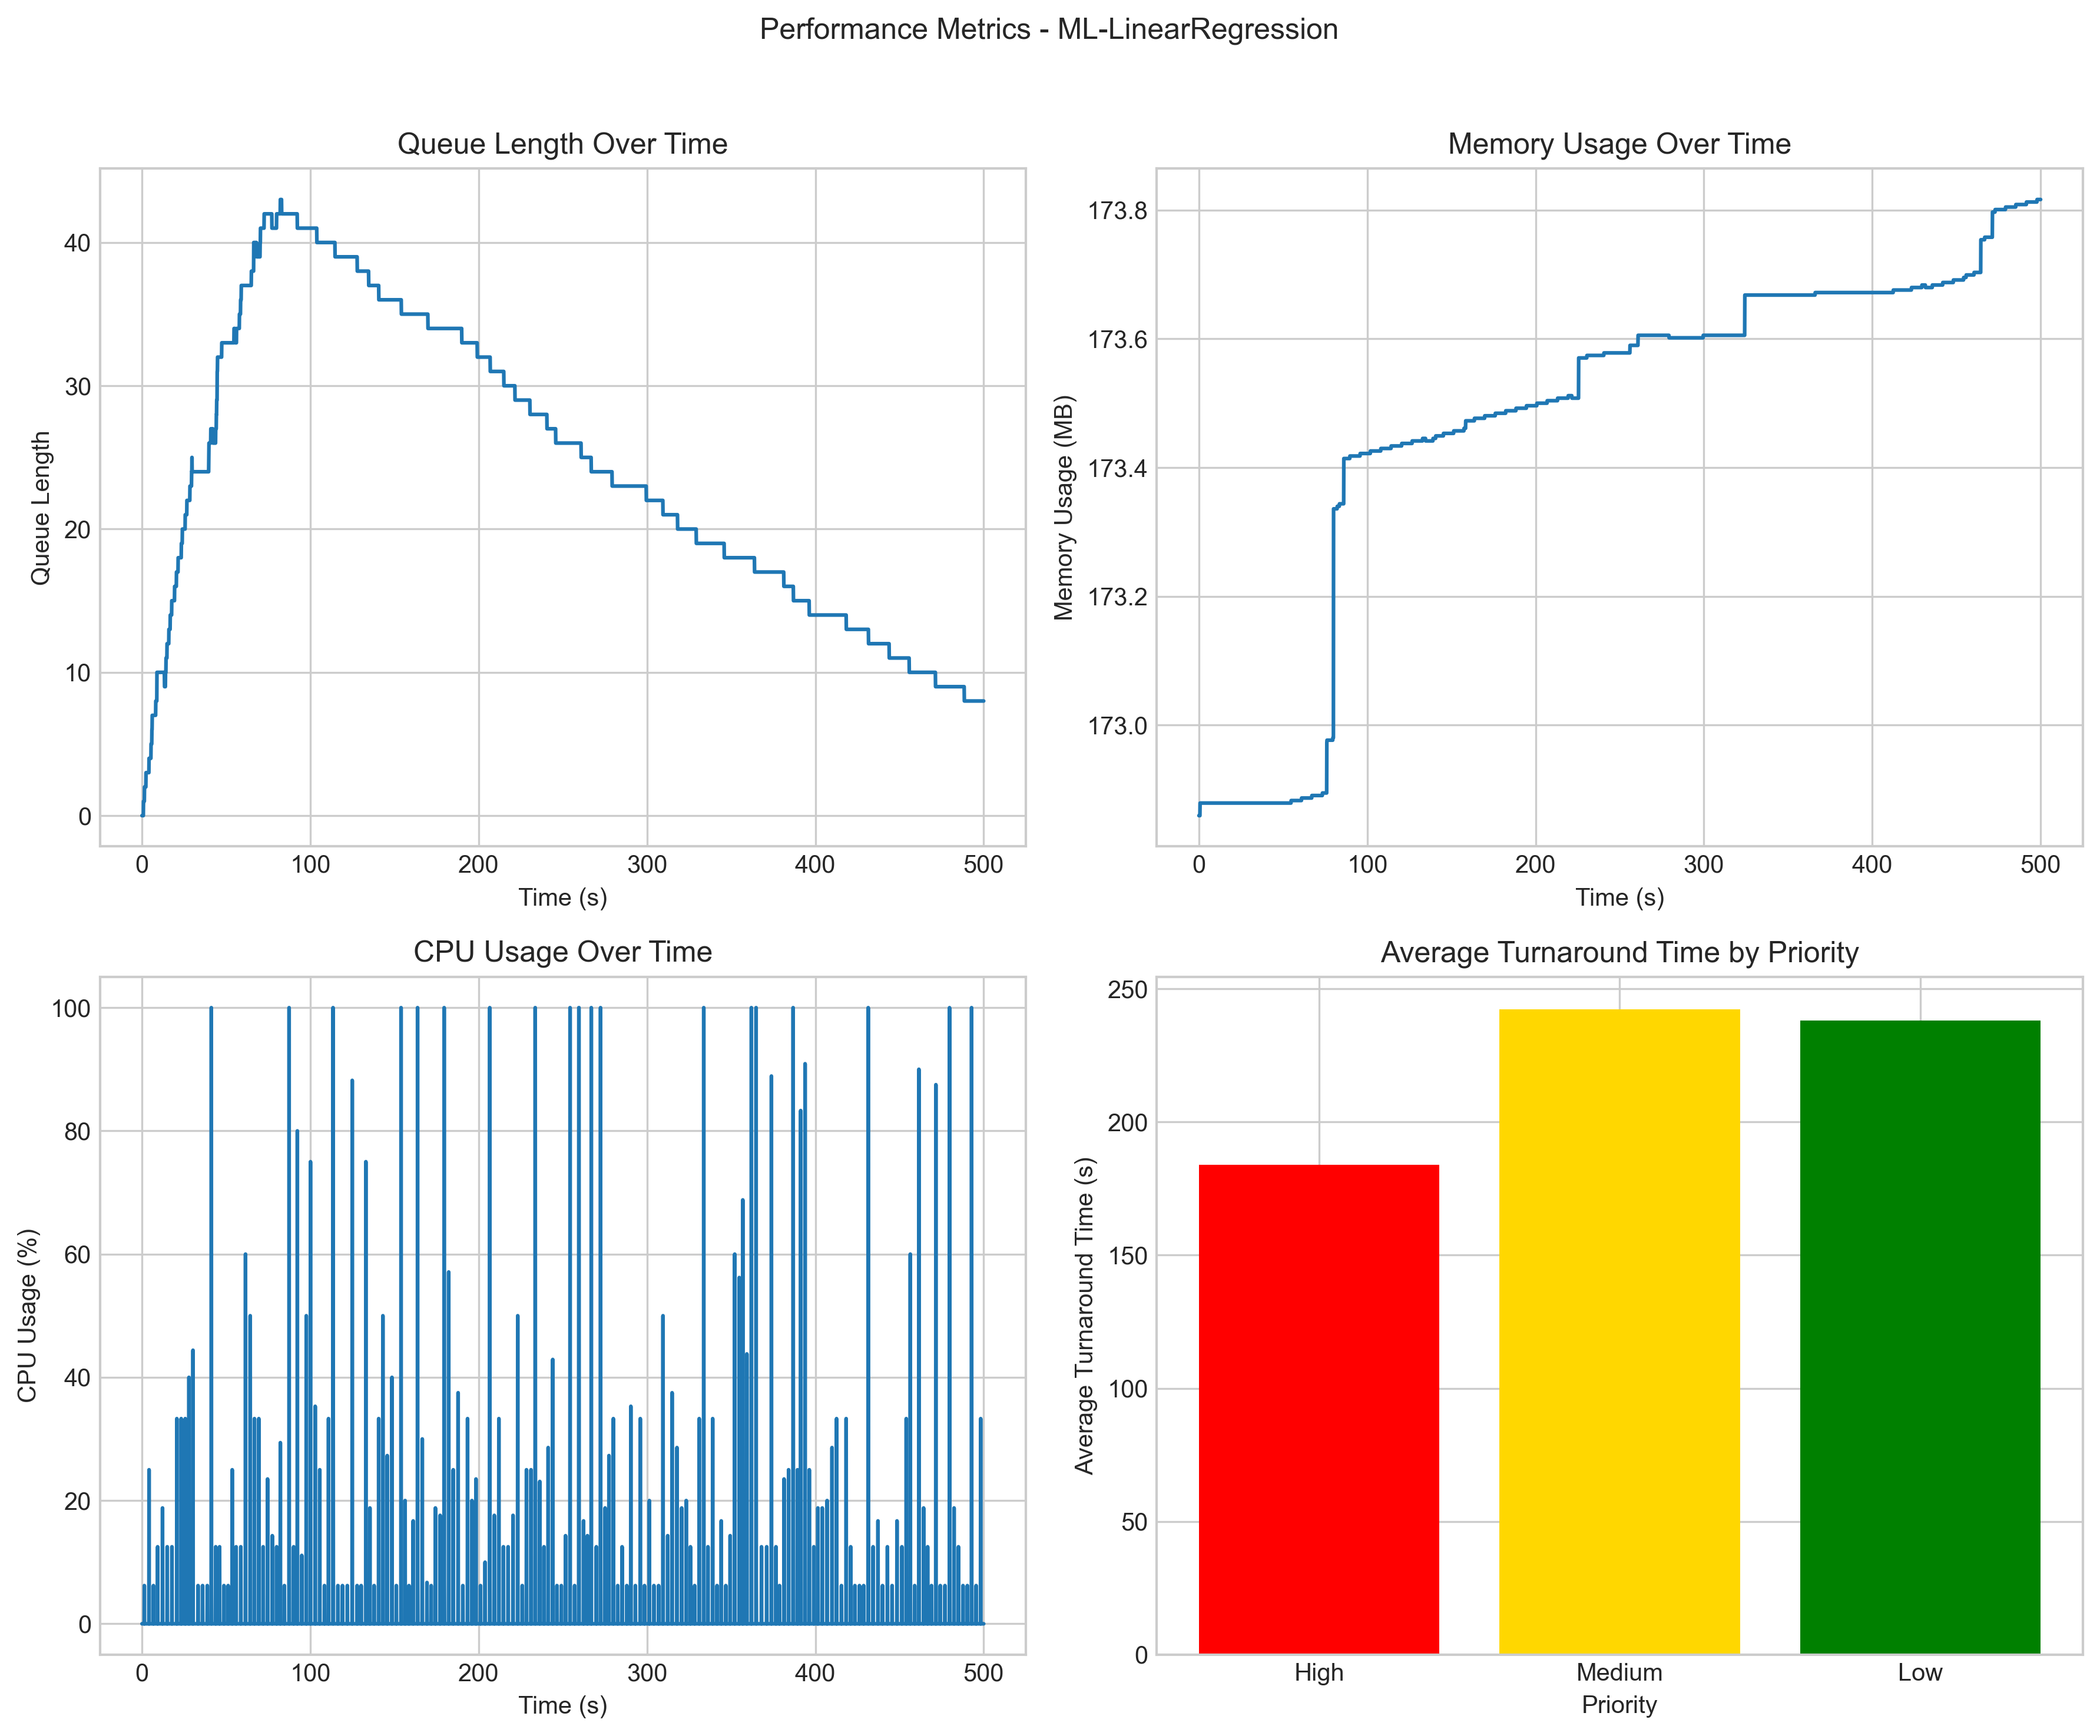 Performance Metrics - ML-LinearRegression
Queue Length Over Time
Queue Length
40
30
20
10
0
0 100 200 300 400 500
Time (s)
Memory Usage Over Time
Memory Usage (MB)
173.8
173.6
173.4
173.2
173.0
0 100 200 300 400 500
Time (s)
CPU Usage Over Time
CPU Usage (%)
100
80
60
40
20
0
0 100 200 300 400 500
Time (s)
Average Turnaround Time by Priority
Average Turnaround Time (s)
250
200
150
100
50
0
High Medium Low
Priority